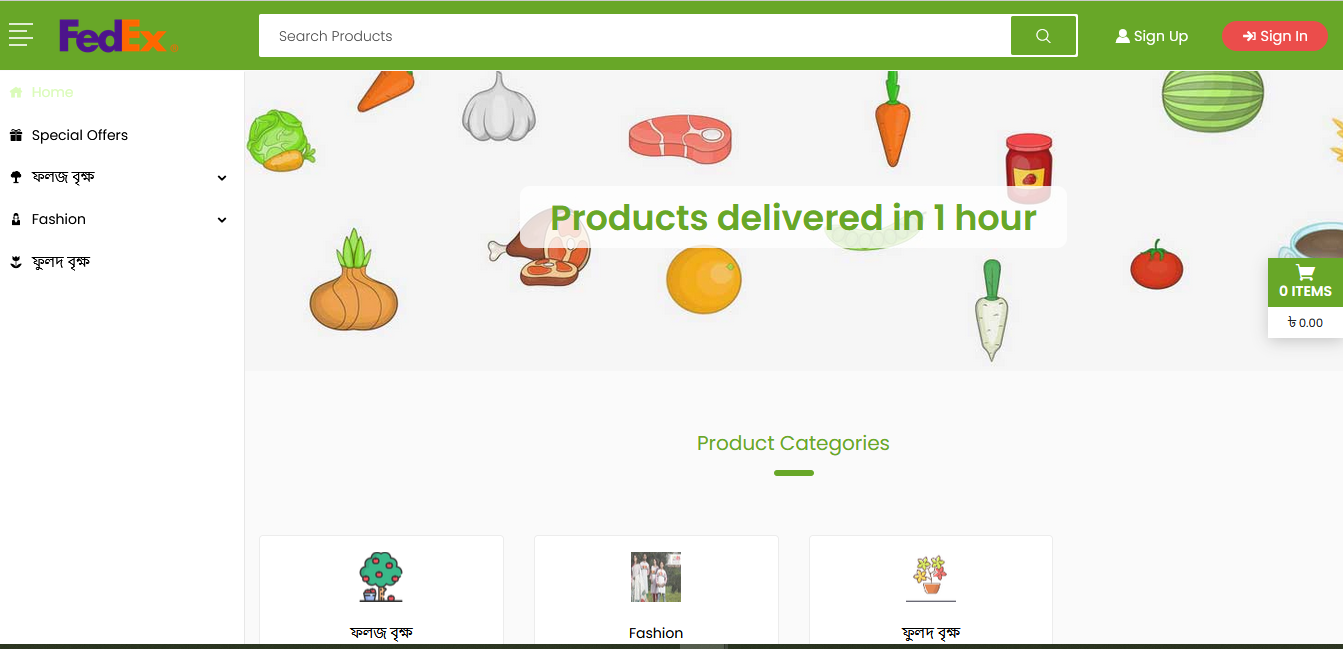 FedEx
Search Products
Sign Up
Sign In
Home
Special Offers
ফলজ বৃক্ষ
Fashion
ফুলদ বৃক্ষ
Products delivered in 1 hour
0 ITEMS
৳ 0.00
Product Categories
ফলজ বৃক্ষ
Fashion
ফুলদ বৃক্ষ